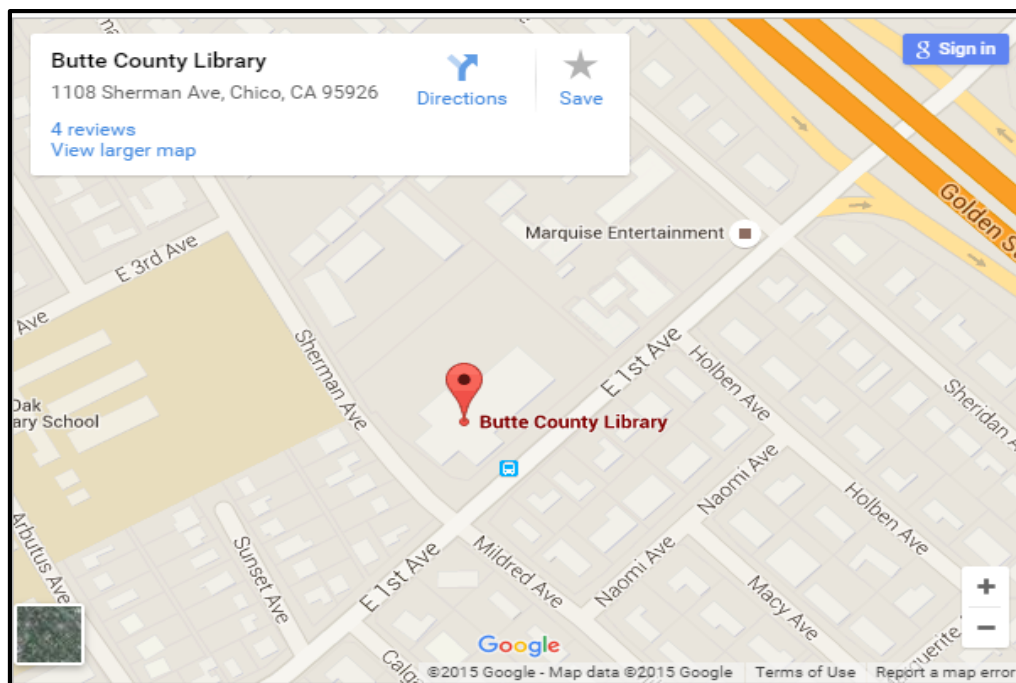 Butte County Library
1108 Sherman Ave, Chico, CA 95926
4 reviews
View larger map
Directions
Save
g Sign in
Golden S
Marquise Entertainment
E 3rd Ave
Ave
Sherman Ave
E 1st Ave
Holben Ave
Sheridan A
Oak
ary School
Butte County Library
Naomi Ave
Holben Ave
Arbutus Ave
Sunset Ave
E 1st Ave
Mildred Ave
Naomi Ave
Macy Ave
guerite
Calga
+
−
Google
©2015 Google - Map data ©2015 Google
Terms of Use
Report a map error